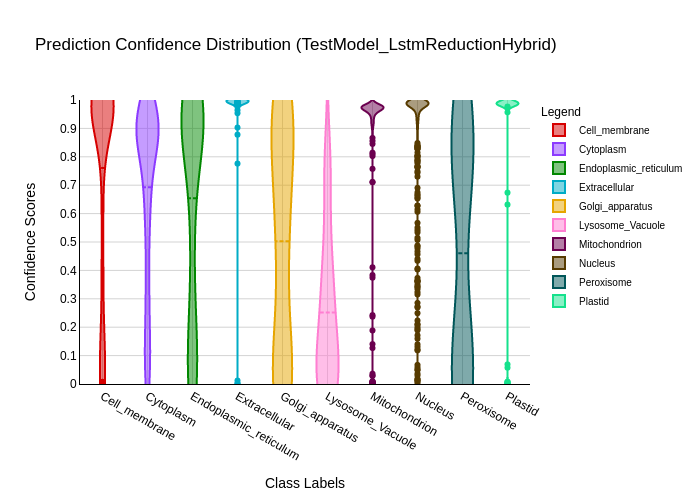 Prediction Confidence Distribution (TestModel_LstmReductionHybrid)
Confidence Scores
1
0.9
0.8
0.7
0.6
0.5
0.4
0.3
0.2
0.1
0
Cell_membrane
Cytoplasm
Endoplasmic_reticulum
Extracellular
Golgi_apparatus
Lysosome_Vacuole
Mitochondrion
Nucleus
Peroxisome
Plastid
Class Labels
Legend
Cell_membrane
Cytoplasm
Endoplasmic_reticulum
Extracellular
Golgi_apparatus
Lysosome_Vacuole
Mitochondrion
Nucleus
Peroxisome
Plastid